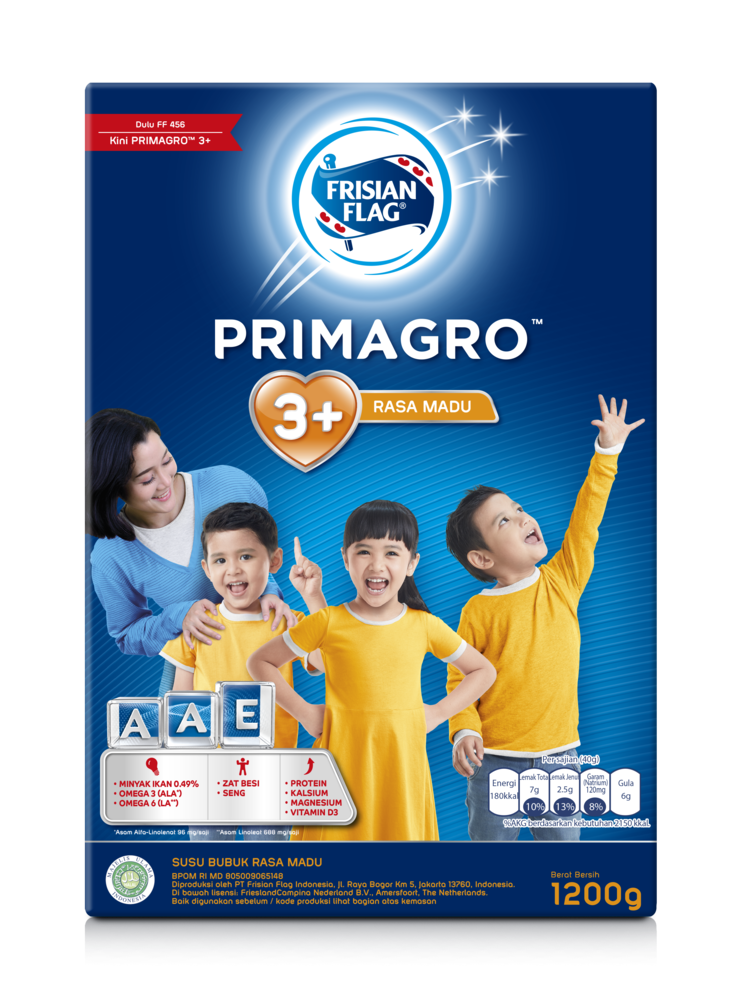 Dulu FF 456
Kini PRIMAGRO™ 3+
FRISIAN
FLAG®
PRIMAGRO™
3+ RASA MADU
A A E
• MINYAK IKAN 0,49%
• OMEGA 3 (ALA*)
• OMEGA 6 (LA**)
• ZAT BESI
• SENG
• PROTEIN
• KALSIUM
• MAGNESIUM
• VITAMIN D3
*Asam Alfa-Linolenat 96 mg/saji **Asam Linoleat 688 mg/saji
Per sajian (40g)
Energi
180kkal
Lemak Total
7g
10%
Lemak Jenuh
2.5g
13%
Garam
(Natrium)
120mg
8%
Gula
6g
%AKG berdasarkan kebutuhan 2150 kkal.
MAJELIS ULAMA
INDONESIA
SUSU BUBUK RASA MADU
BPOM RI MD 805009065148
Diproduksi oleh PT Frisian Flag Indonesia, Jl. Raya Bogor Km 5, Jakarta 13760, Indonesia.
Di bawah lisensi: FrieslandCampina Nederland B.V., Amersfoort, The Netherlands.
Baik digunakan sebelum / kode produksi lihat bagian atas kemasan
Berat Bersih
1200g